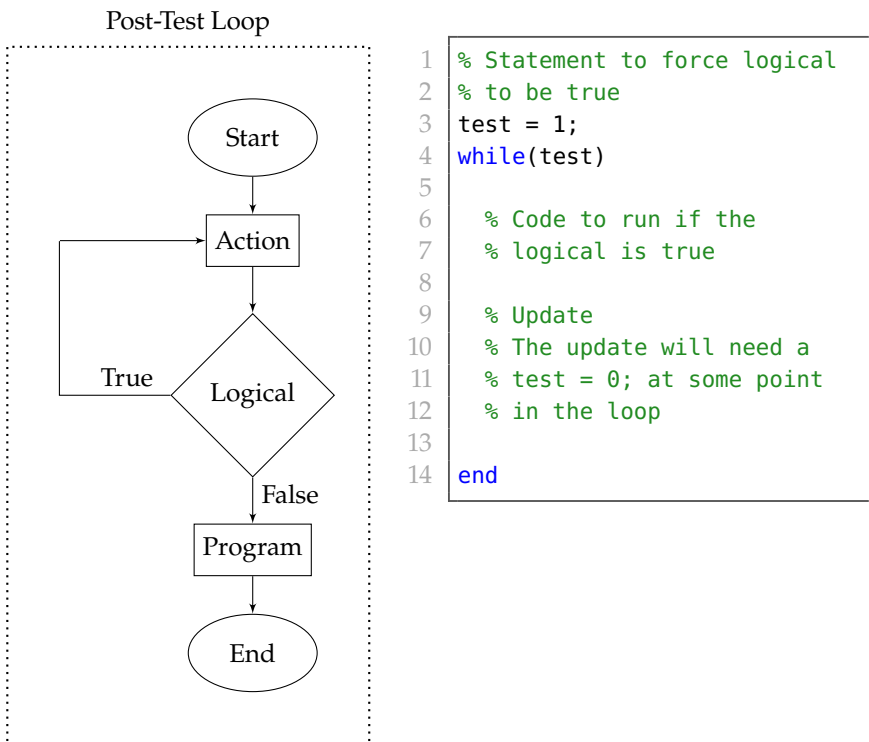 Post-Test Loop
Start
Action
True
Logical
False
Program
End
1 % Statement to force logical
2 % to be true
3 test = 1;
4 while(test)
5
6 % Code to run if the
7 % logical is true
8
9 % Update
10 % The update will need a
11 % test = 0; at some point
12 % in the loop
13
14 end